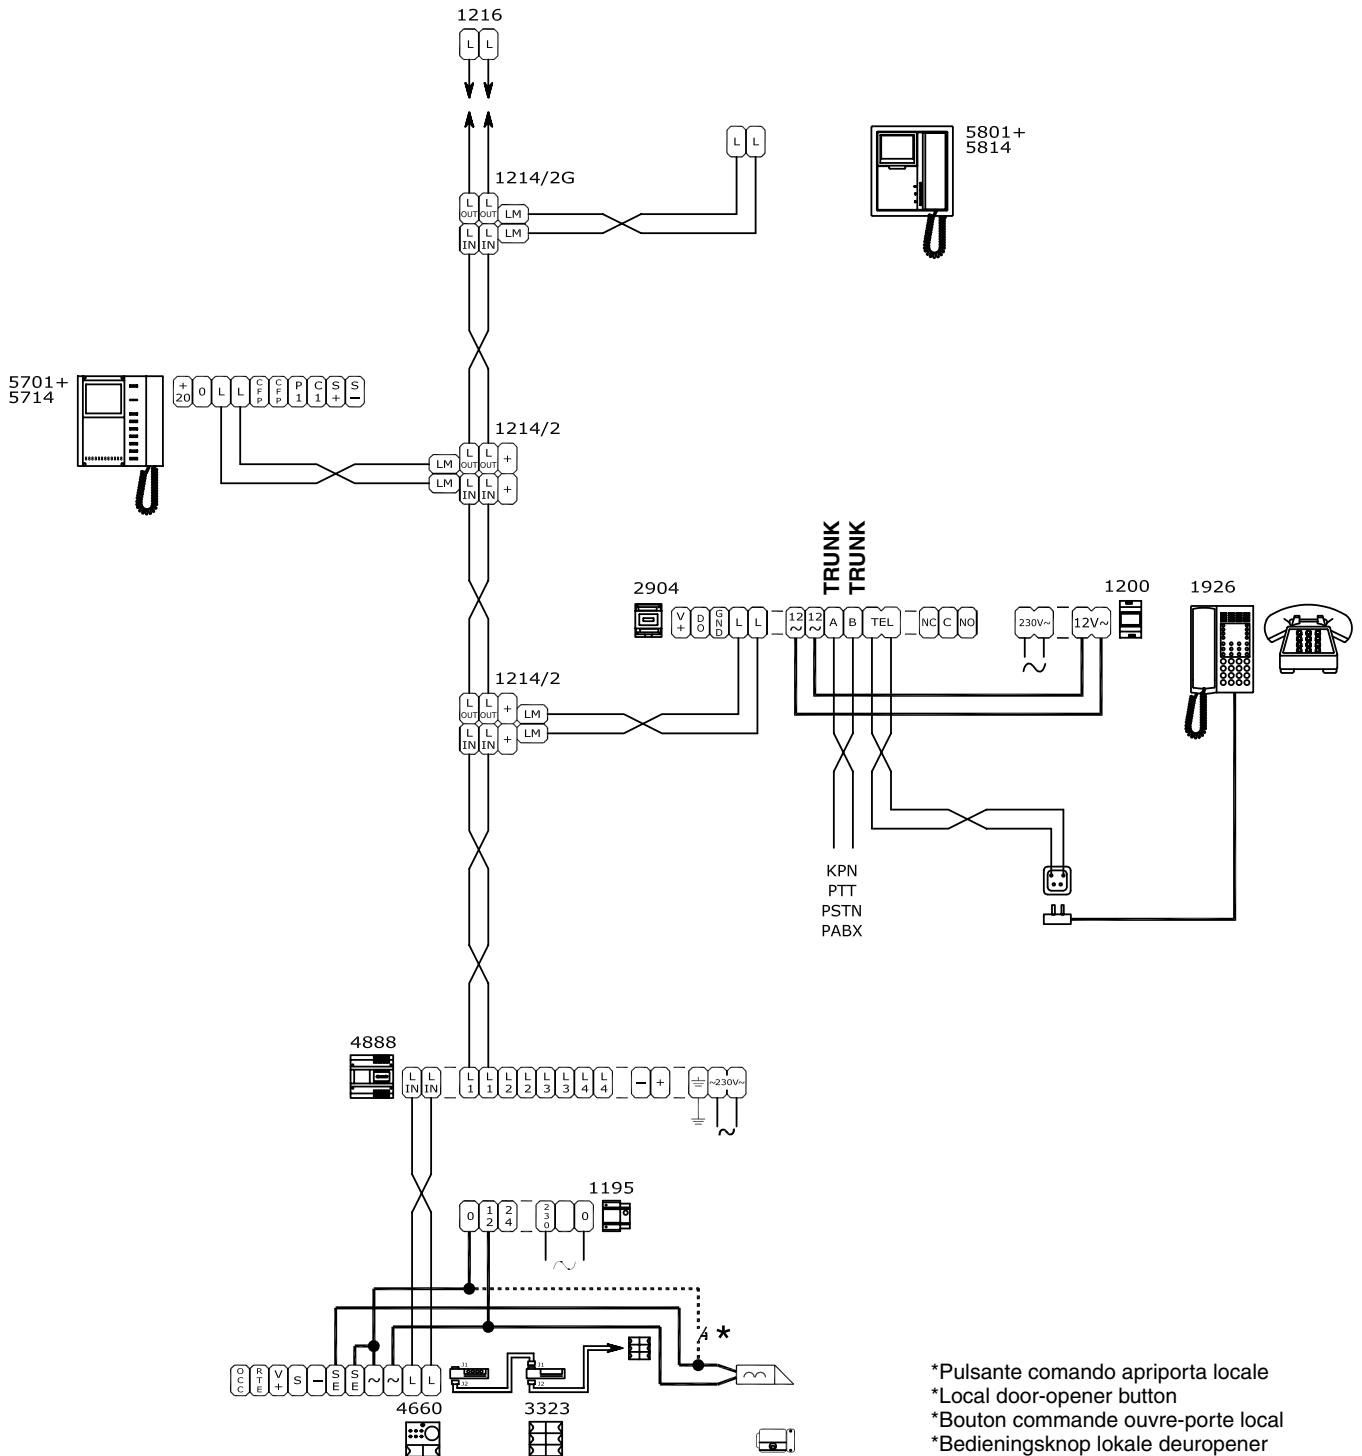 1216
L L
L L
5801+
5814
1214/2G
L OUT L OUT LM
L IN L IN LM
5701+
5714
+20 0 L L CFP CFP P1 C1 S+ S-
1214/2
LM L OUT L OUT +
LM L IN L IN +
TRUNK TRUNK
2904
V+ DO GND L L 12~ 12~ A B TEL NC C NO
230V~ 12V~
1200
1926
~
1214/2
L OUT L OUT + LM
L IN L IN + LM
KPN
PTT
PSTN
PABX
4888
L IN L IN L1 L1 L2 L2 L3 L3 L4 L4 - + ~230V~
~
1195
0 12 24 230 0
~
*
OCC RTE V+ S - SE SE ~ ~ L L
J1 J2
J1 J2
4660
3323
*Pulsante comando apriporta locale
*Local door-opener button
*Bouton commande ouvre-porte local
*Bedieningsknop lokale deuropener